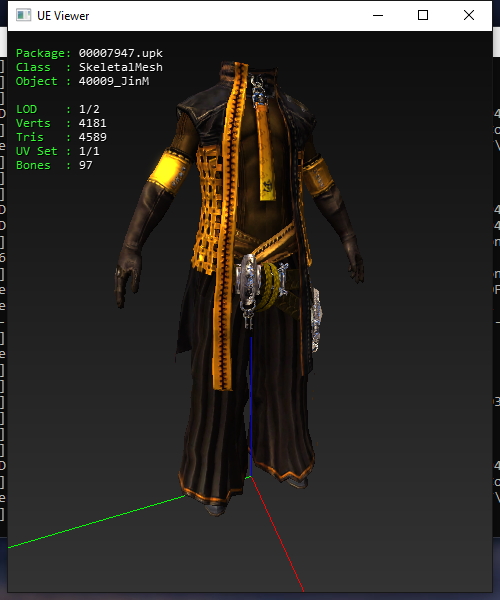 UE Viewer
Package: 00007947.upk
Class : SkeletalMesh
Object : 40009_JinM
LOD : 1/2
Verts : 4181
Tris : 4589
UV Set : 1/1
Bones : 97